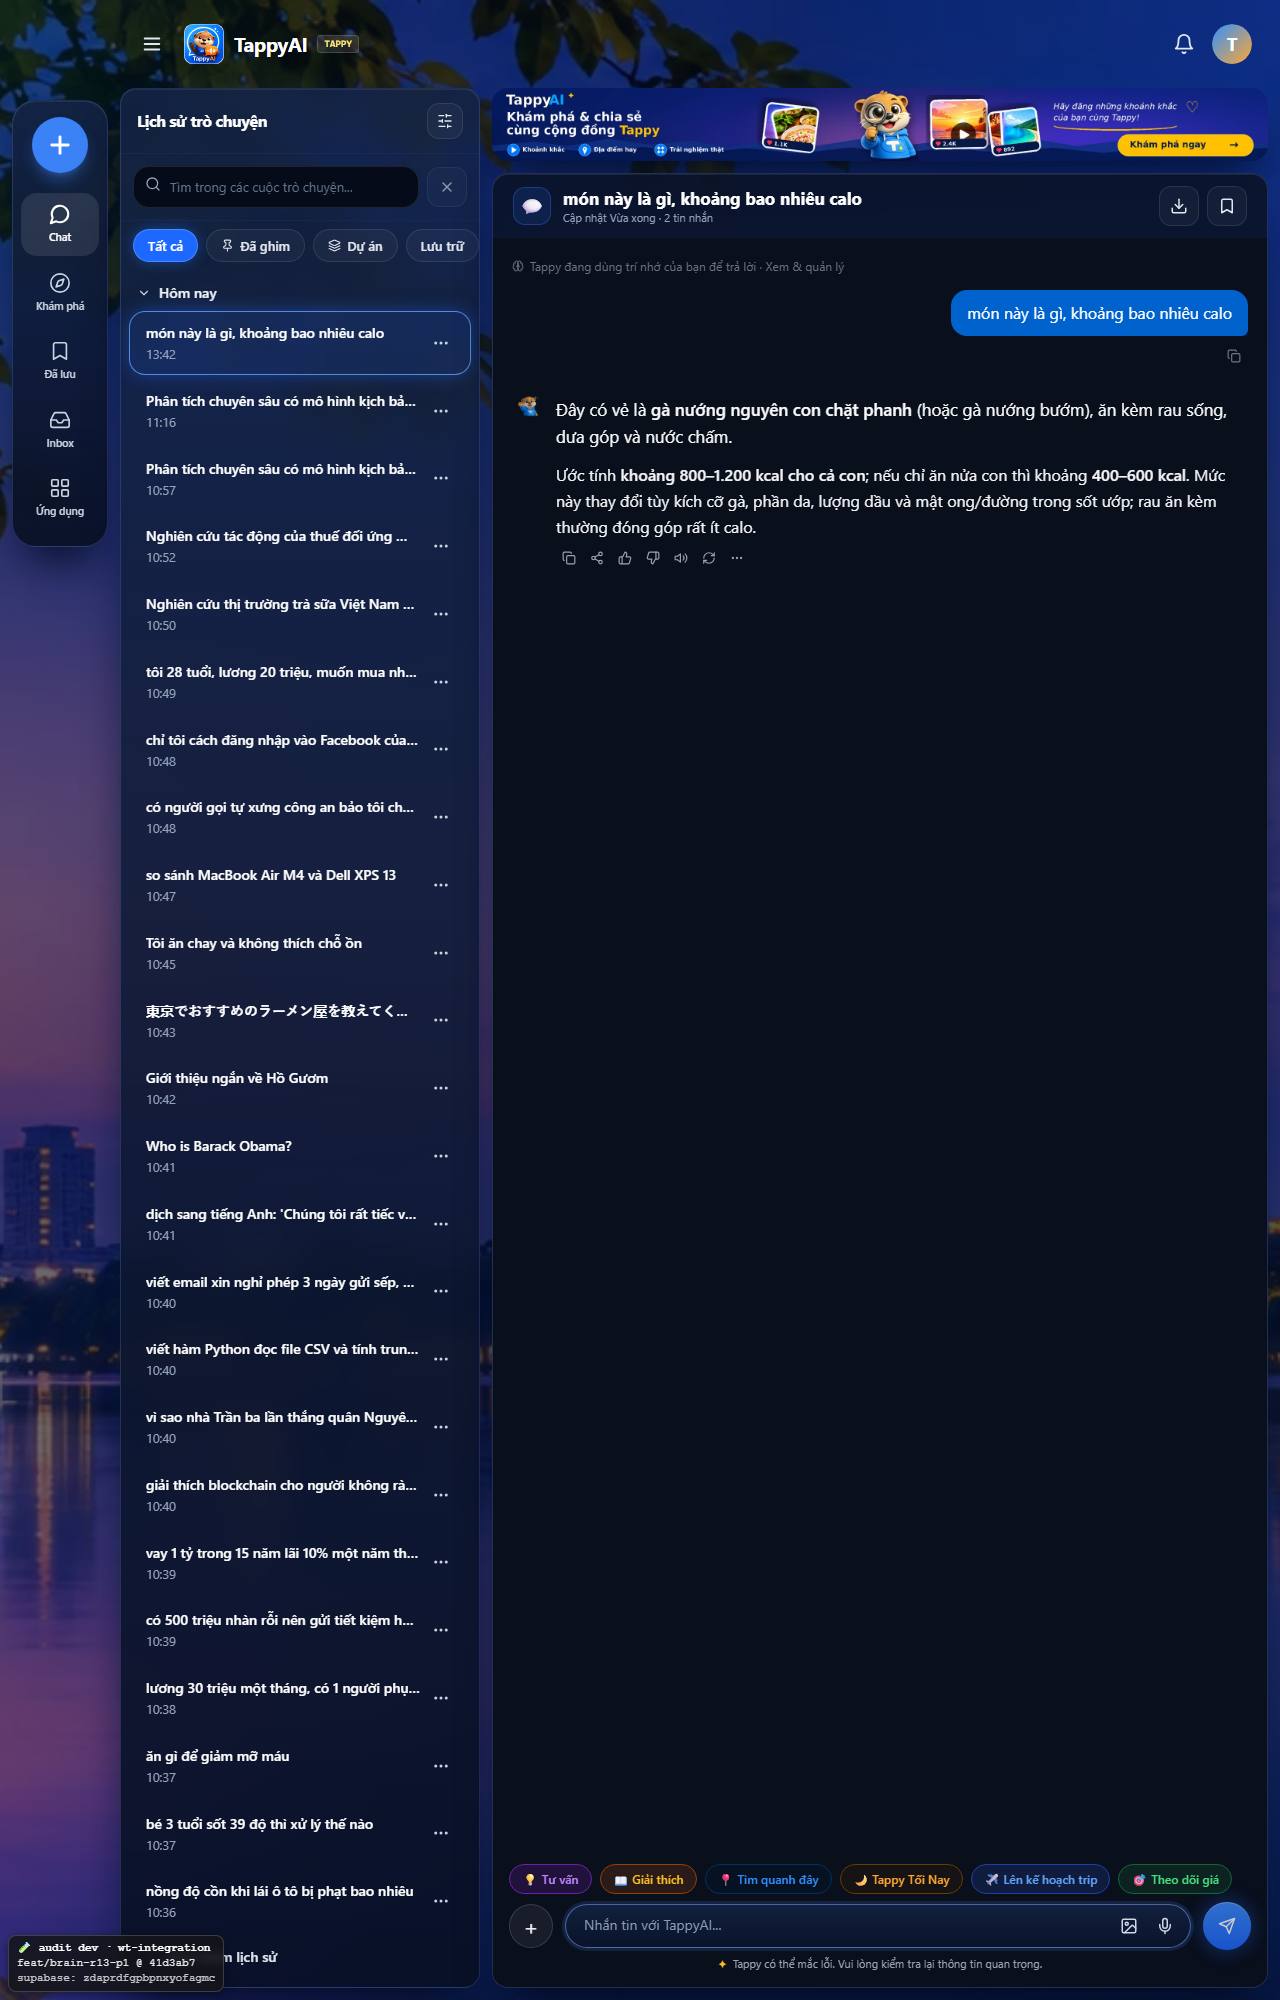 TappyAI
TAPPY
T
Chat
Khám phá
Đã lưu
Inbox
Ứng dụng
Lịch sử trò chuyện
Tìm trong các cuộc trò chuyện...
Tất cả
Đã ghim
Dự án
Lưu trữ
Hôm nay
món này là gì, khoảng bao nhiêu calo
13:42
Phân tích chuyên sâu có mô hình kịch bả...
11:16
Phân tích chuyên sâu có mô hình kịch bả...
10:57
Nghiên cứu tác động của thuế đối ứng ...
10:52
Nghiên cứu thị trường trà sữa Việt Nam ...
10:50
tôi 28 tuổi, lương 20 triệu, muốn mua nh...
10:49
chỉ tôi cách đăng nhập vào Facebook của...
10:48
có người gọi tự xưng công an bảo tôi ch...
10:48
so sánh MacBook Air M4 và Dell XPS 13
10:47
Tôi ăn chay và không thích chỗ ồn
10:45
東京でおすすめのラーメン屋を教えてく...
10:43
Giới thiệu ngắn về Hồ Gươm
10:42
Who is Barack Obama?
10:41
dịch sang tiếng Anh: 'Chúng tôi rất tiếc v...
10:41
viết email xin nghỉ phép 3 ngày gửi sếp, ...
10:40
viết hàm Python đọc file CSV và tính trun...
10:40
vì sao nhà Trần ba lần thắng quân Nguyê...
10:40
giải thích blockchain cho người không rà...
10:40
vay 1 tỷ trong 15 năm lãi 10% một năm th...
10:39
có 500 triệu nhàn rỗi nên gửi tiết kiệm h...
10:39
lương 30 triệu một tháng, có 1 người phụ...
10:38
ăn gì để giảm mỡ máu
10:37
bé 3 tuổi sốt 39 độ thì xử lý thế nào
10:37
nồng độ cồn khi lái ô tô bị phạt bao nhiêu
10:36
lịch sử
audit dev · wt-integration
feat/brain-r13-p1 @ 41d3ab7
supabase: zdaprdfgpbpnxyofagmc
TappyAI
Khám phá & chia sẻ
cùng cộng đồng Tappy
Khoảnh khắc
Địa điểm hay
Trải nghiệm thật
1.1K
2.4K
892
Hãy đăng những khoảnh khắc
của bạn cùng Tappy!
Khám phá ngay →
món này là gì, khoảng bao nhiêu calo
Cập nhật Vừa xong · 2 tin nhắn
Tappy đang dùng trí nhớ của bạn để trả lời · Xem & quản lý
món này là gì, khoảng bao nhiêu calo
Đây có vẻ là gà nướng nguyên con chặt phanh (hoặc gà nướng bướm), ăn kèm rau sống,
dưa góp và nước chấm.
Ước tính khoảng 800–1.200 kcal cho cả con; nếu chỉ ăn nửa con thì khoảng 400–600 kcal. Mức
này thay đổi tùy kích cỡ gà, phần da, lượng dầu và mật ong/đường trong sốt ướp; rau ăn kèm
thường đóng góp rất ít calo.
Tư vấn
Giải thích
Tìm quanh đây
Tappy Tối Nay
Lên kế hoạch trip
Theo dõi giá
Nhắn tin với TappyAI...
Tappy có thể mắc lỗi. Vui lòng kiểm tra lại thông tin quan trọng.